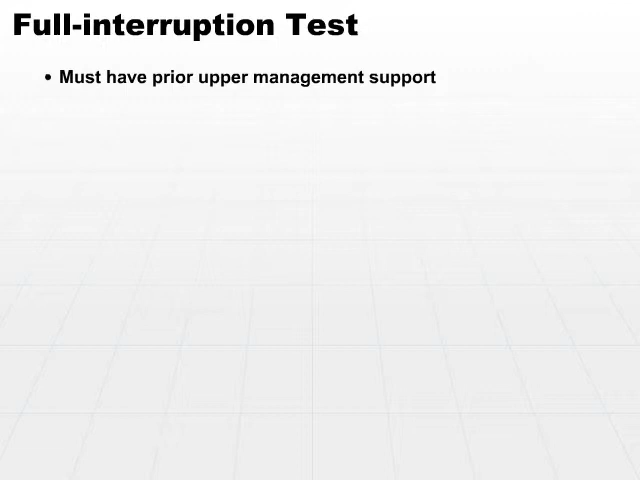 Full-interruption Test
• Must have prior upper management support